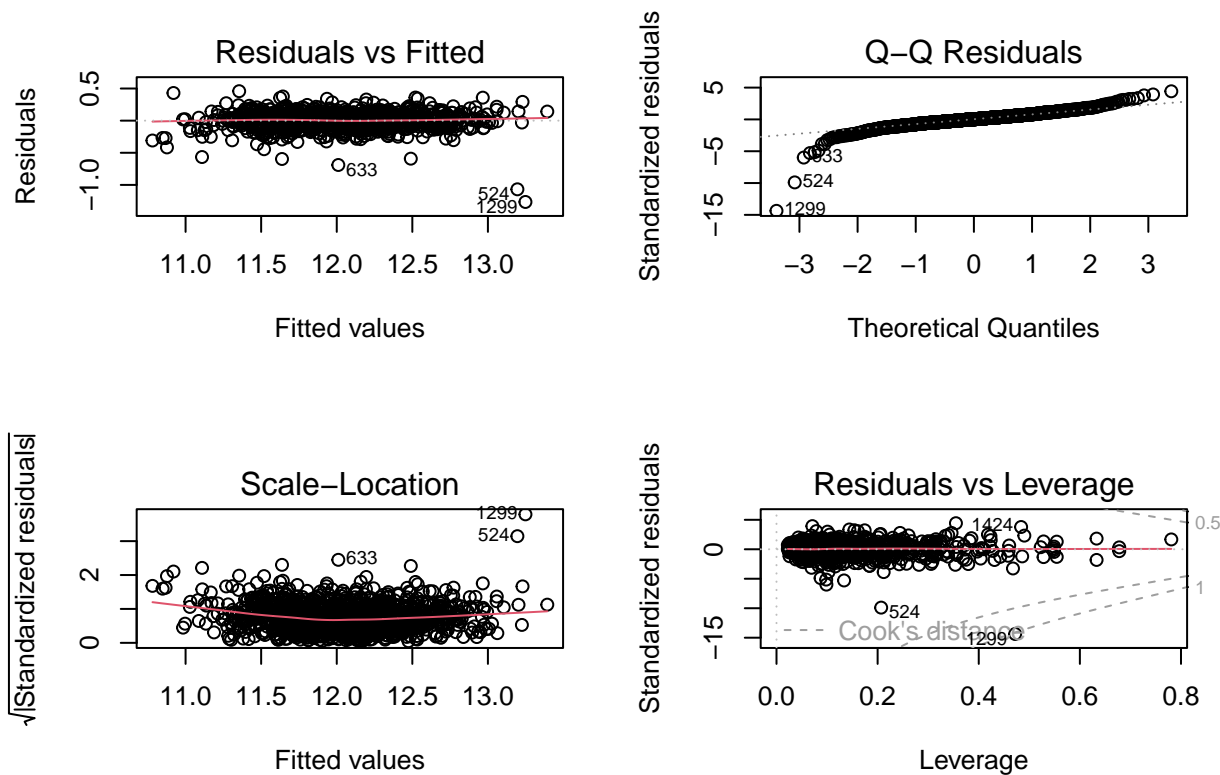 Residuals vs Fitted
Residuals
0.5
−1.0
633
524
1299
11.0 11.5 12.0 12.5 13.0
Fitted values
Q−Q Residuals
Standardized residuals
5
−5
−15
633
524
1299
−3 −2 −1 0 1 2 3
Theoretical Quantiles
Scale−Location
√|Standardized residuals|
2
0
1299
524
633
11.0 11.5 12.0 12.5 13.0
Fitted values
Residuals vs Leverage
Standardized residuals
0
−15
1424
524
1299
Cook's distance
0.5
1
0.0 0.2 0.4 0.6 0.8
Leverage